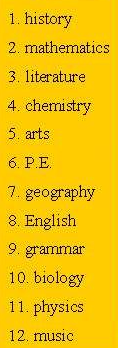 1. history
2. mathematics
3. literature
4. chemistry
5. arts
6. P.E.
7. geography
8. English
9. grammar
10. biology
11. physics
12. music